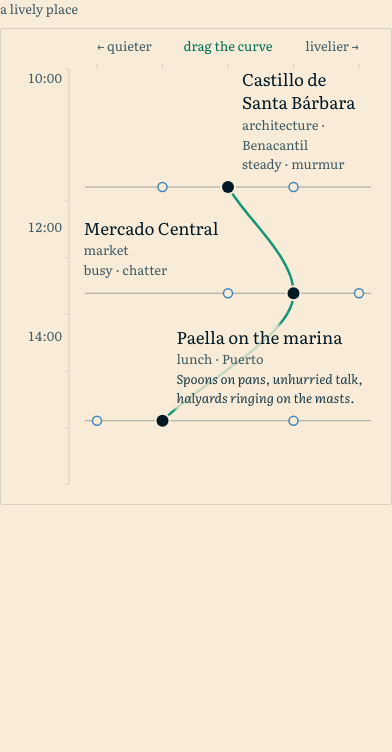 a lively place
← quieter drag the curve livelier →
10:00
Castillo de
Santa Bárbara
architecture ·
Benacantil
steady · murmur
12:00
Mercado Central
market
busy · chatter
14:00
Paella on the marina
lunch · Puerto
Spoons on pans, unhurried talk,
halyards ringing on the masts.